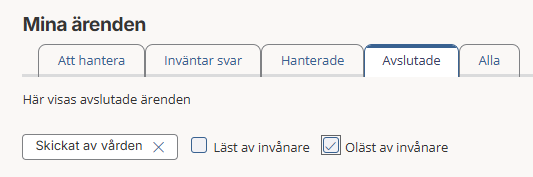 Mina ärenden
Att hantera Inväntar svar Hanterade Avslutade Alla
Här visas avslutade ärenden
Skickat av vården Läst av invånare Oläst av invånare